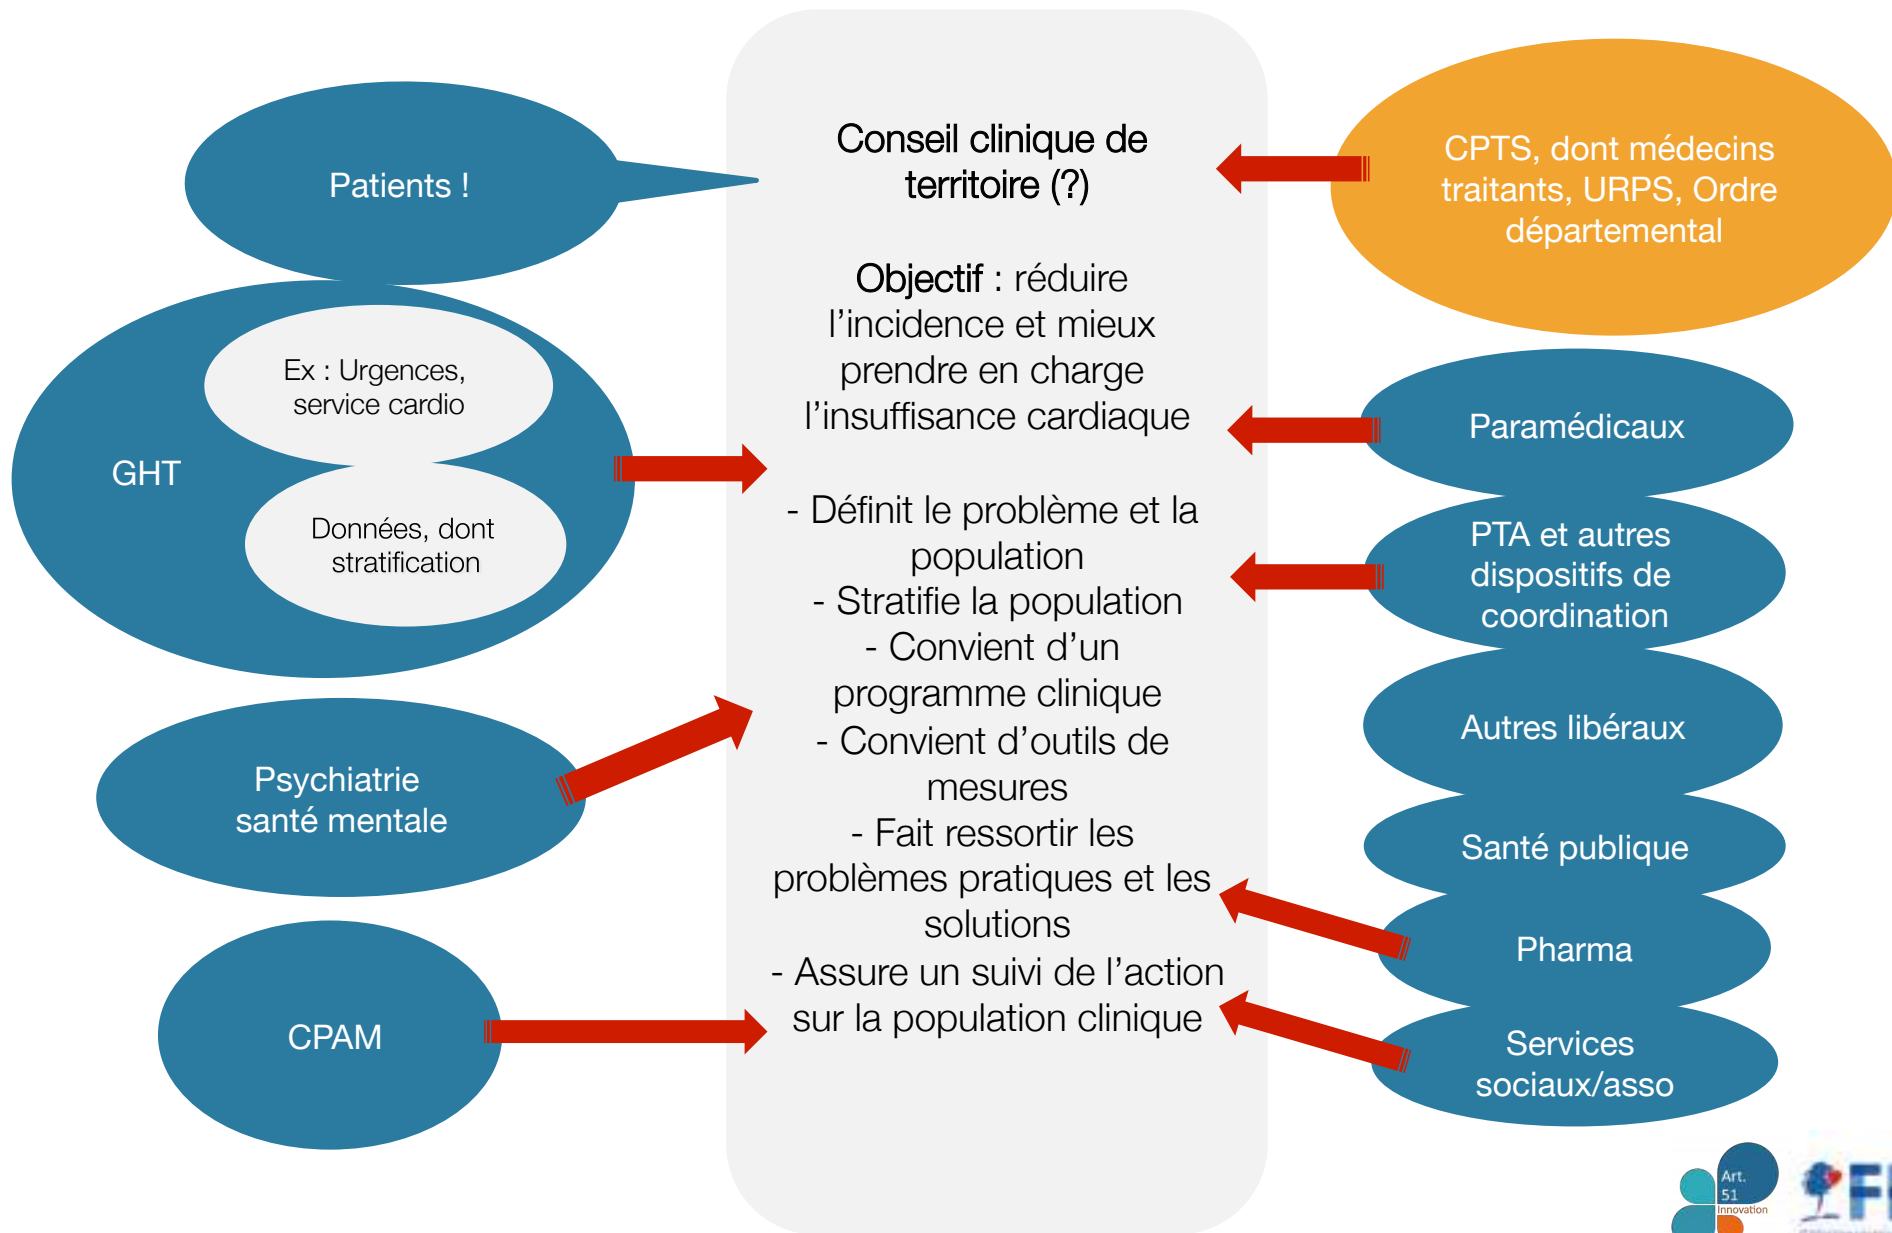 Patients !
GHT
Ex : Urgences,
service cardio
Données, dont
stratification
Psychiatrie
santé mentale
CPAM
Conseil clinique de
territoire (?)
Objectif : réduire
l’incidence et mieux
prendre en charge
l’insuffisance cardiaque
- Définit le problème et la
population
- Stratifie la population
- Convient d’un
programme clinique
- Convient d’outils de
mesures
- Fait ressortir les
problèmes pratiques et les
solutions
- Assure un suivi de l’action
sur la population clinique
CPTS, dont médecins
traitants, URPS, Ordre
départemental
Paramédicaux
PTA et autres
dispositifs de
coordination
Autres libéraux
Santé publique
Pharma
Services
sociaux/asso
Art.
51
Innovation